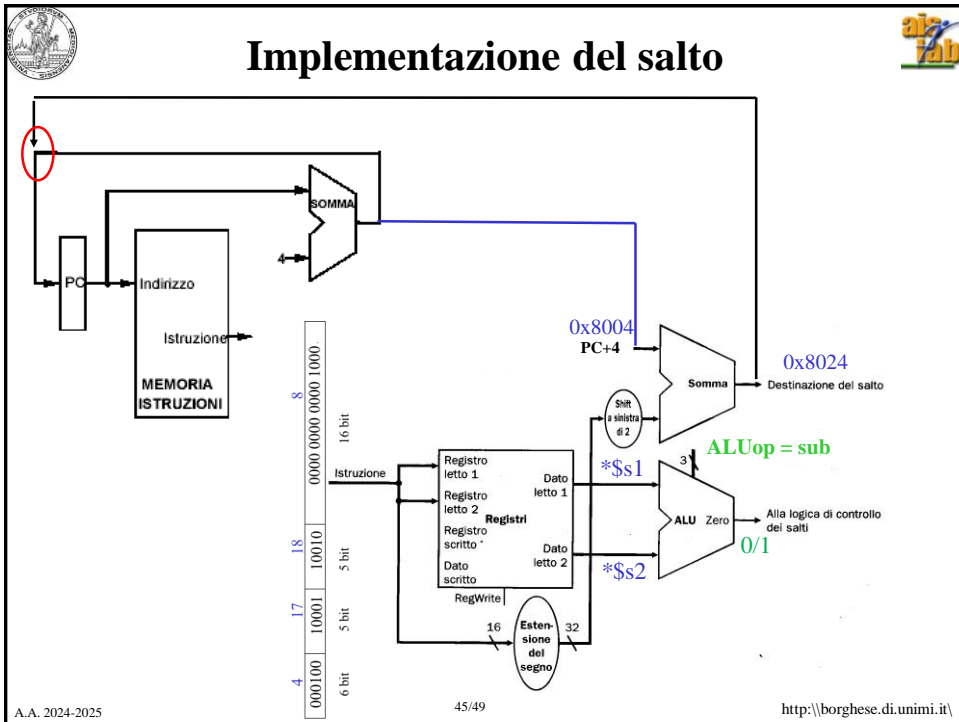 Implementazione del salto
SOMMA
4
PC
Indirizzo
Istruzione
MEMORIA
ISTRUZIONI
0x8004
PC+4
Somma
0x8024
Destinazione del salto
Shift
a sinistra
di 2
ALUop = sub
3
*$s1
*$s2
ALU
Zero
0/1
Alla logica di controllo
dei salti
Istruzione
Registro
letto 1
Registro
letto 2
Registro
scritto
Dato
scritto
Registri
Dato
letto 1
Dato
letto 2
RegWrite
16
Esten-
sione
del
segno
32
4
17
18
8
000100
10001
10010
0000 0000 0000 1000
6 bit
5 bit
5 bit
16 bit
A.A. 2024-2025
45/49
http:\\borghese.di.unimi.it\